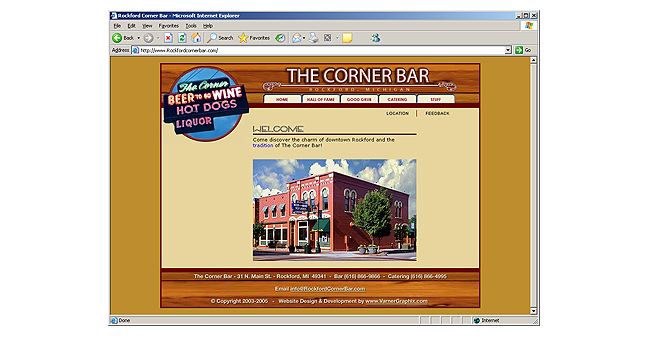 Rockford Corner Bar - Microsoft Internet Explorer
File Edit View Favorites Tools Help
Back Search Favorites
Address http://www.Rockfordcornerbar.com/ Go
The Corner
BEER TO GO WINE
HOT DOGS
LIQUOR
THE CORNER BAR
ROCKFORD, MICHIGAN
HOME HALL OF FAME GOOD GRUB CATERING STUFF
LOCATION FEEDBACK
WELCOME
Come discover the charm of downtown Rockford and the
tradition of The Corner Bar!
The Corner Bar - 31 N. Main St. - Rockford, MI 49341 - Bar (616) 866-9866 - Catering (616) 866-4995
Email info@RockfordCornerBar.com
© Copyright 2003-2005 - Website Design & Development by www.VarnerGraphix.com
Done Internet